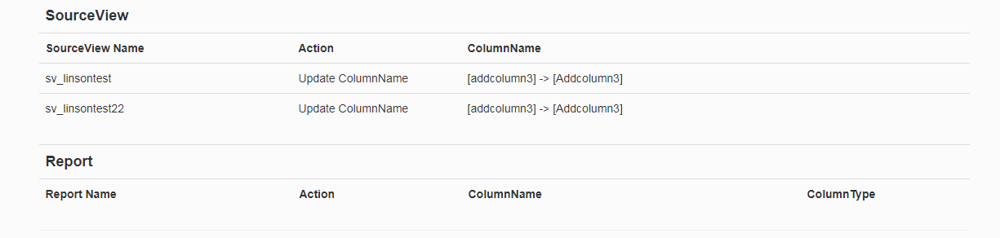 SourceView
SourceView Name Action ColumnName
sv_linsontest Update ColumnName [addcolumn3] -> [Addcolumn3]
sv_linsontest22 Update ColumnName [addcolumn3] -> [Addcolumn3]
Report
Report Name Action ColumnName ColumnType